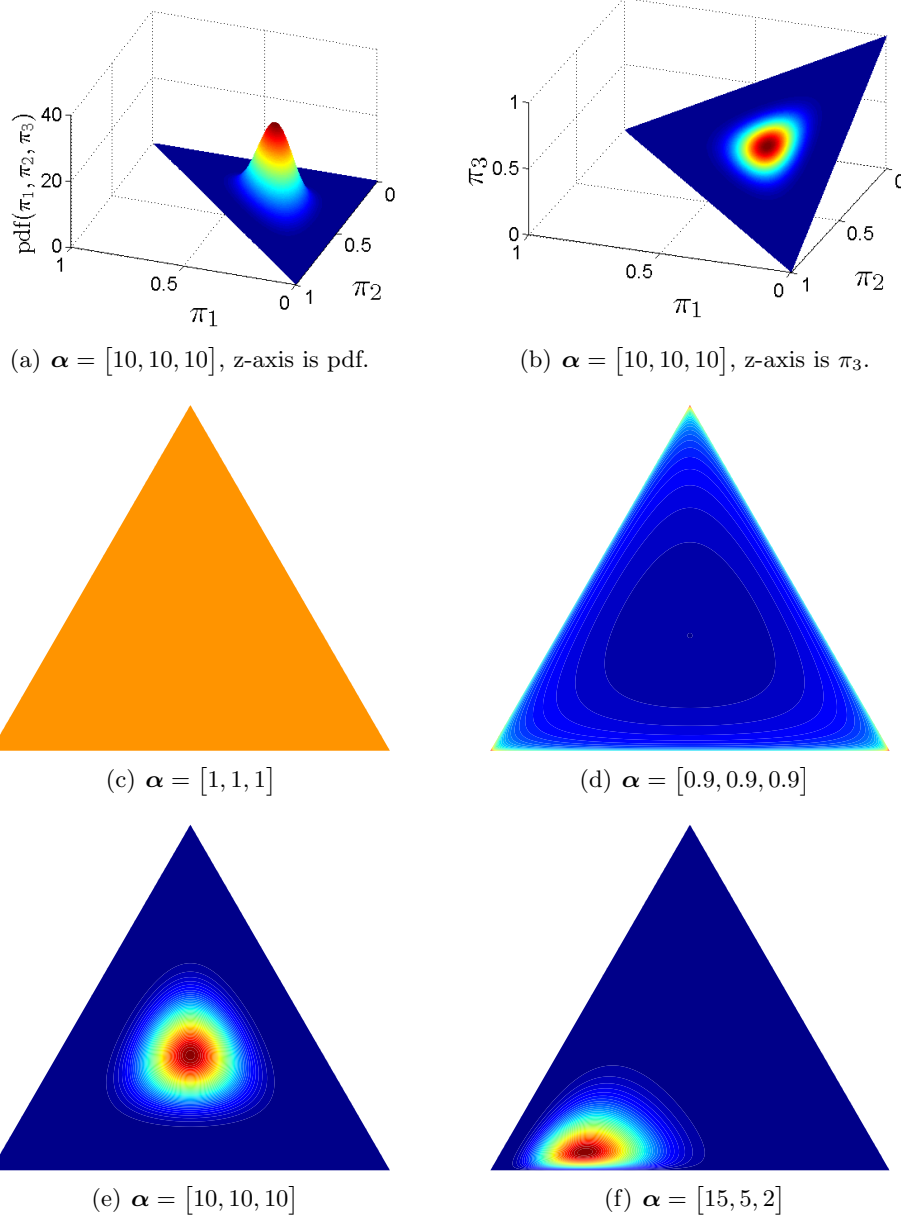 40
20
0
pdf(π₁, π₂, π₃)
1
0.5
0
π₁
1
0.5
0
π₂
1
0.5
0
π₃
1
0.5
0
π₁
1
0.5
0
π₂
(a) α = [10, 10, 10], z-axis is pdf.
(b) α = [10, 10, 10], z-axis is π₃.
(c) α = [1, 1, 1]
(d) α = [0.9, 0.9, 0.9]
(e) α = [10, 10, 10]
(f) α = [15, 5, 2]